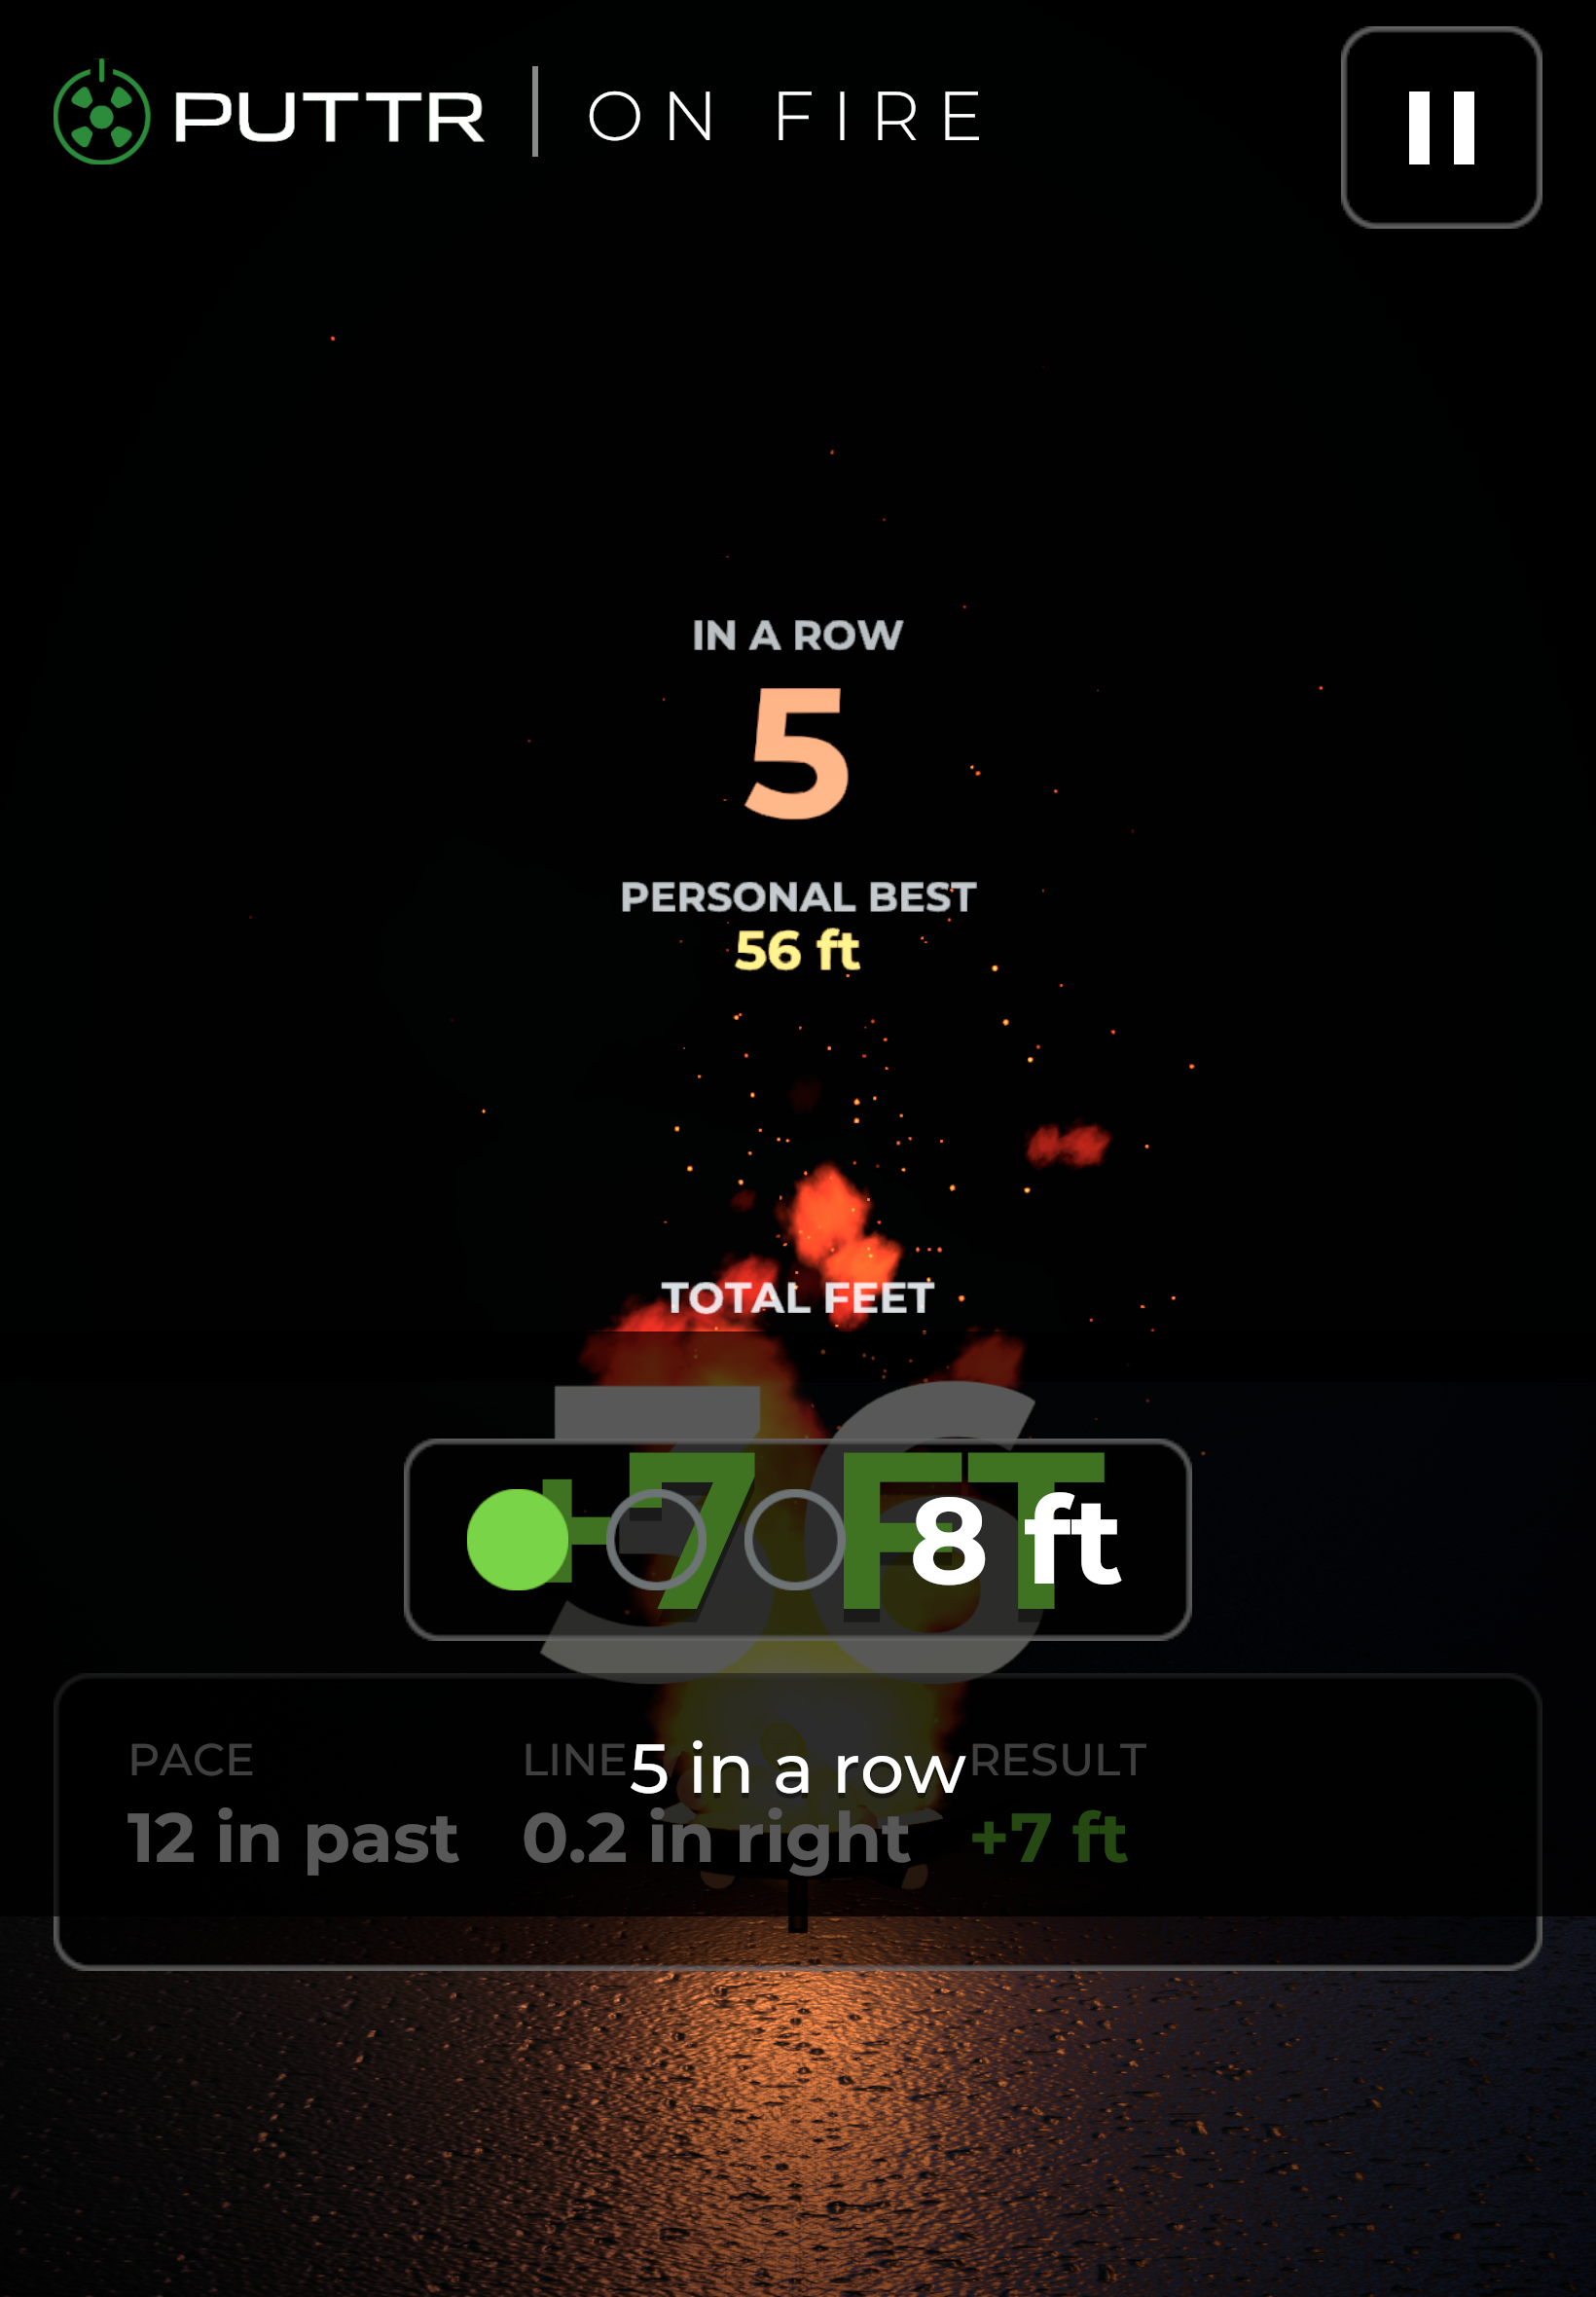 PUTTR | ON FIRE
IN A ROW
5
PERSONAL BEST
56 ft
TOTAL FEET
36
+7 FT
8 ft
5 in a row
PACE LINE RESULT
12 in past 0.2 in right +7 ft